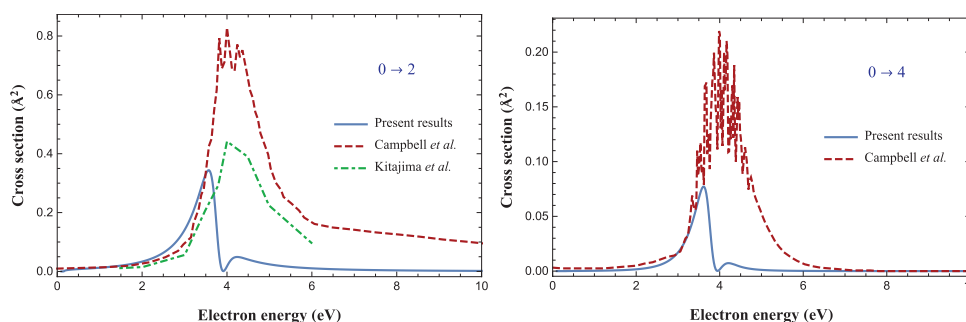 0.8
0.6
0.4
0.2
0.0
Cross section (Å²)
0 → 2
Present results
Campbell et al.
Kitajima et al.
0 2 4 6 8 10
Electron energy (eV)
0.20
0.15
0.10
0.05
0.00
Cross section (Å²)
0 → 4
Present results
Campbell et al.
0 2 4 6 8 10
Electron energy (eV)